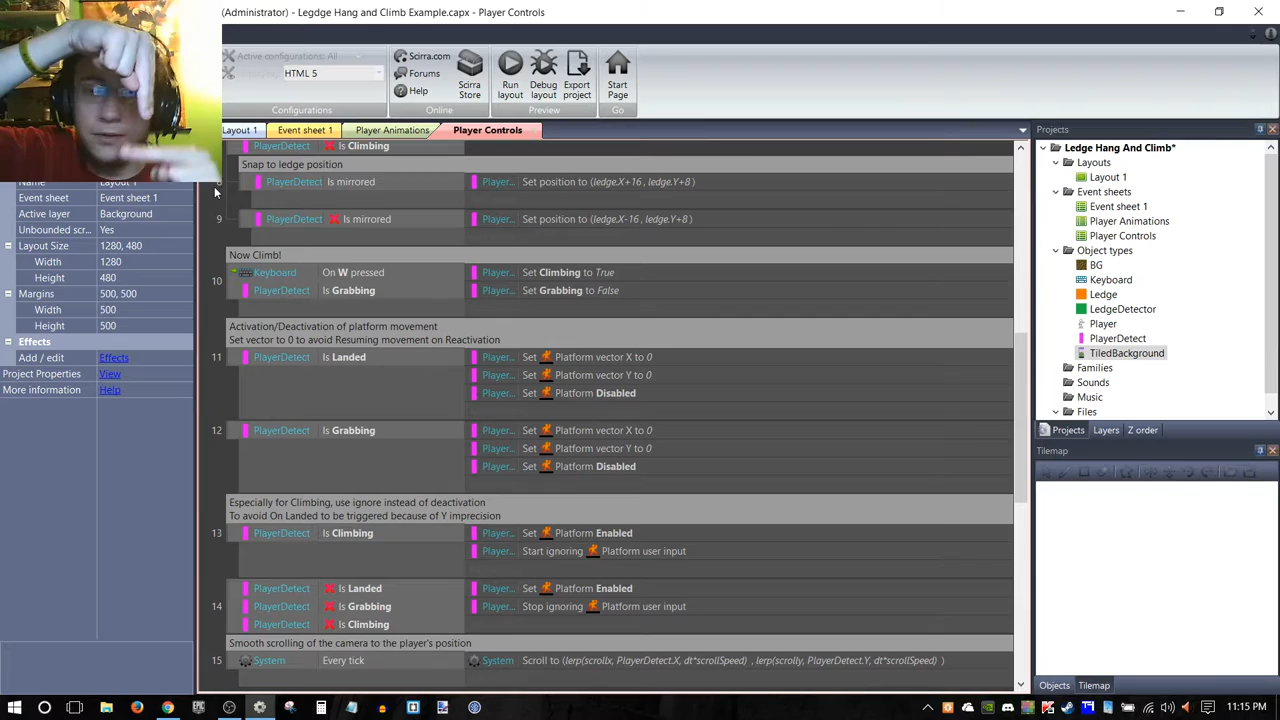 (Administrator) - Legdge Hang and Climb Example.capx - Player Controls
Active configurations: All
HTML 5
Configurations
Scirra.com
Forums
Help
Scirra Store
Online
Run layout
Debug layout
Export project
Preview
Start Page
Go
Layout 1
Event sheet 1
Player Animations
Player Controls
Name Layout 1
Event sheet Event sheet 1
Active layer Background
Unbounded scr... Yes
Layout Size 1280, 480
Width 1280
Height 480
Margins 500, 500
Width 500
Height 500
Effects
Add / edit Effects
Project Properties View
More information Help
PlayerDetect Is Climbing
Snap to ledge position
8 PlayerDetect Is mirrored Set position to (ledge.X+16, ledge.Y+8)
9 PlayerDetect Is mirrored Set position to (ledge.X-16, ledge.Y+8)
Now Climb!
10 Keyboard On W pressed Player... Set Climbing to True
PlayerDetect Is Grabbing Player... Set Grabbing to False
Activation/Deactivation of platform movement
Set vector to 0 to avoid Resuming movement on Reactivation
11 PlayerDetect Is Landed Player... Set Platform vector X to 0
Player... Set Platform vector Y to 0
Player... Set Platform Disabled
12 PlayerDetect Is Grabbing Player... Set Platform vector X to 0
Player... Set Platform vector Y to 0
Player... Set Platform Disabled
Especially for Climbing, use ignore instead of deactivation
To avoid On Landed to be triggered because of Y imprecision
13 PlayerDetect Is Climbing Player... Set Platform Enabled
Player... Start ignoring Platform user input
14 PlayerDetect Is Landed Player... Set Platform Enabled
PlayerDetect Is Grabbing Player... Stop ignoring Platform user input
PlayerDetect Is Climbing
Smooth scrolling of the camera to the player's position
15 System Every tick System Scroll to (lerp(scrollx, PlayerDetect.X, dt*scrollSpeed) , lerp(scrolly, PlayerDetect.Y, dt*scrollSpeed) )
Projects
Ledge Hang And Climb*
Layouts
Layout 1
Event sheets
Event sheet 1
Player Animations
Player Controls
Object types
BG
Keyboard
Ledge
LedgeDetector
Player
PlayerDetect
TiledBackground
Families
Sounds
Music
Files
Projects Layers Z order
Tilemap
Objects Tilemap
11:15 PM